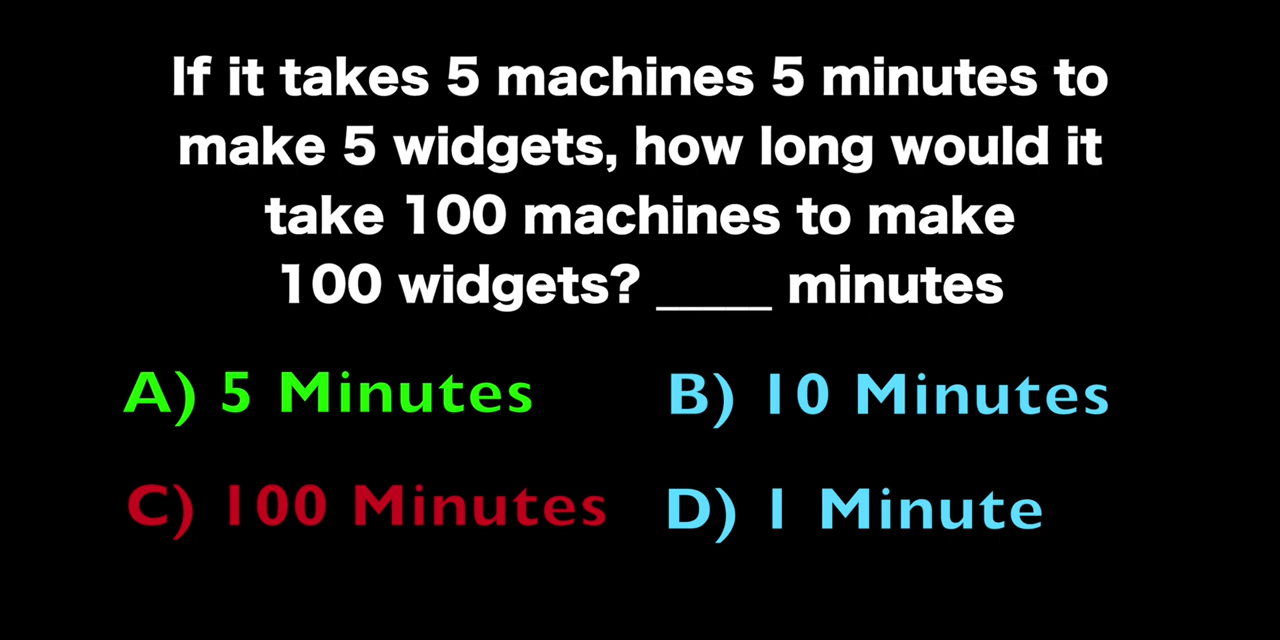 If it takes 5 machines 5 minutes to
make 5 widgets, how long would it
take 100 machines to make
100 widgets? _____ minutes
A) 5 Minutes
B) 10 Minutes
C) 100 Minutes
D) 1 Minute